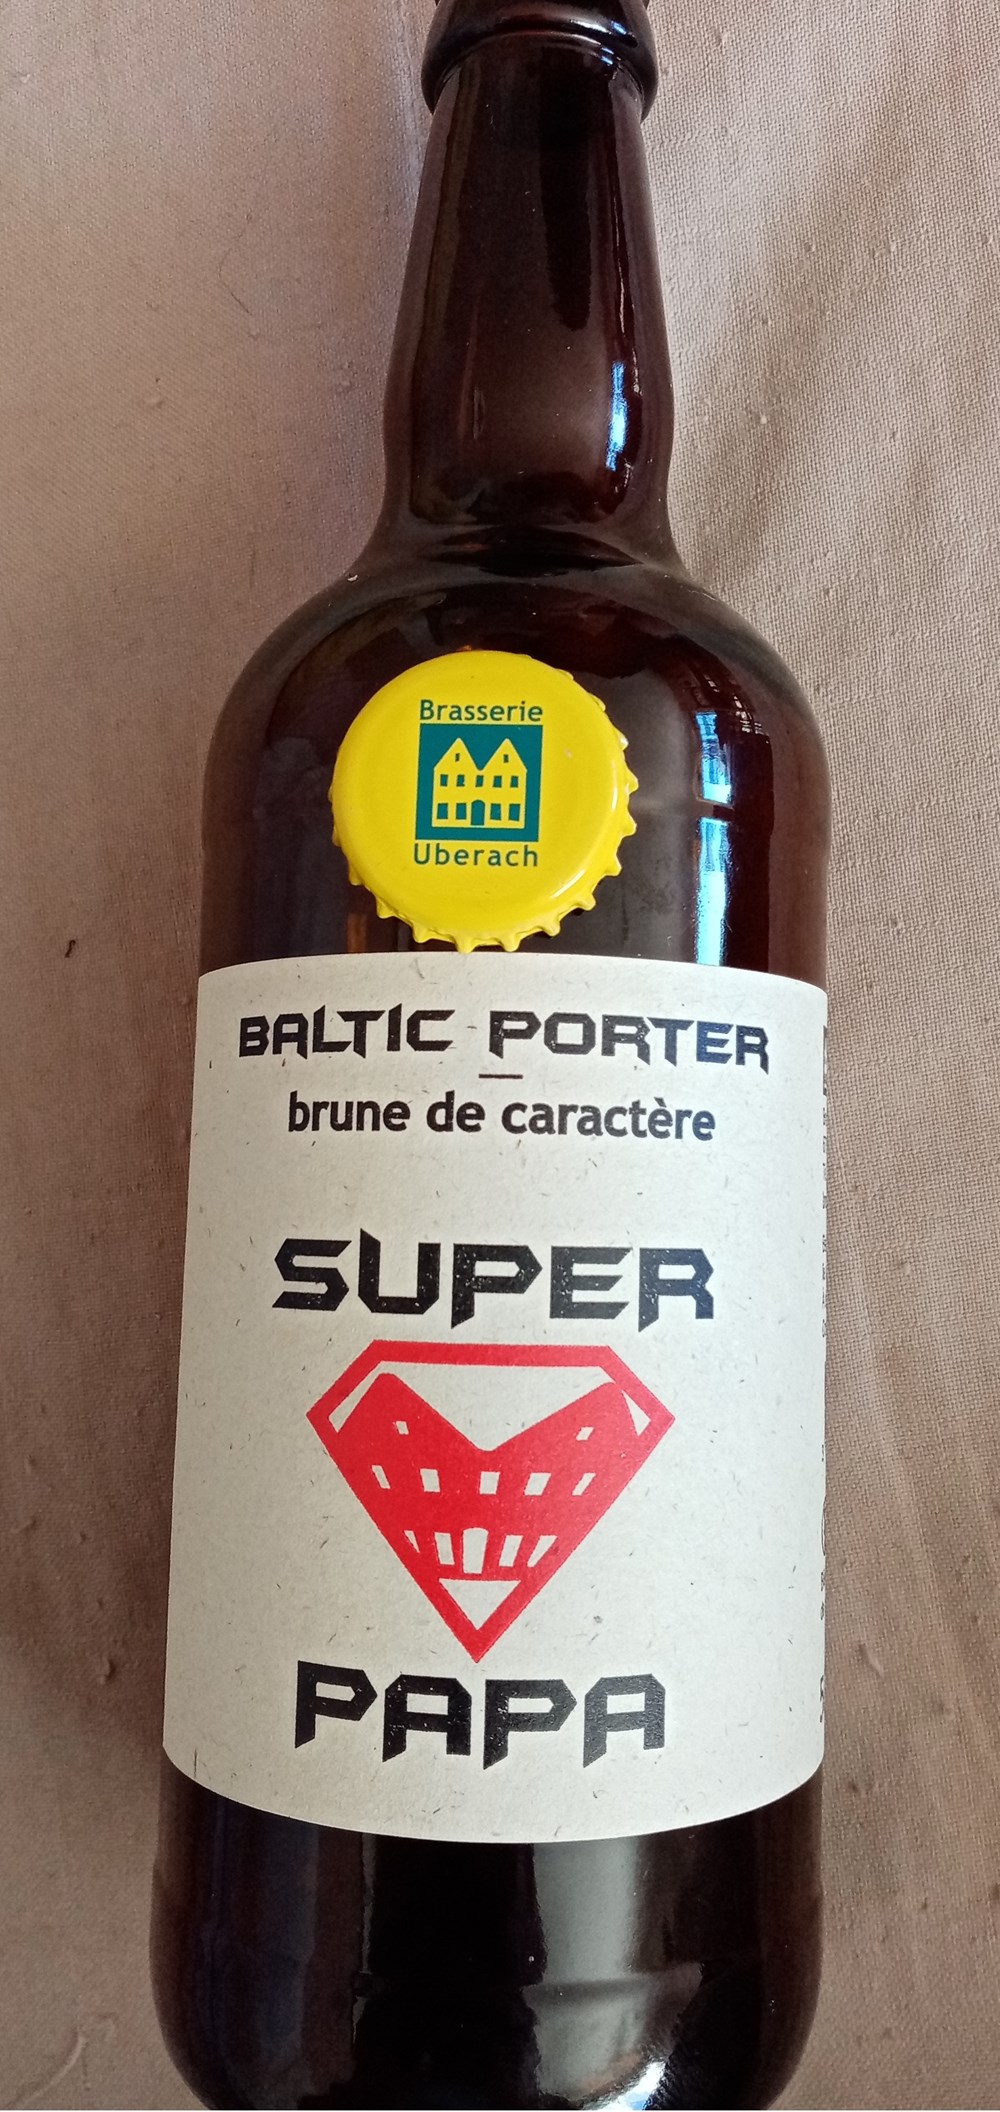 Brasserie
Uberach
BALTIC PORTER
brune de caractère
SUPER
PAPA